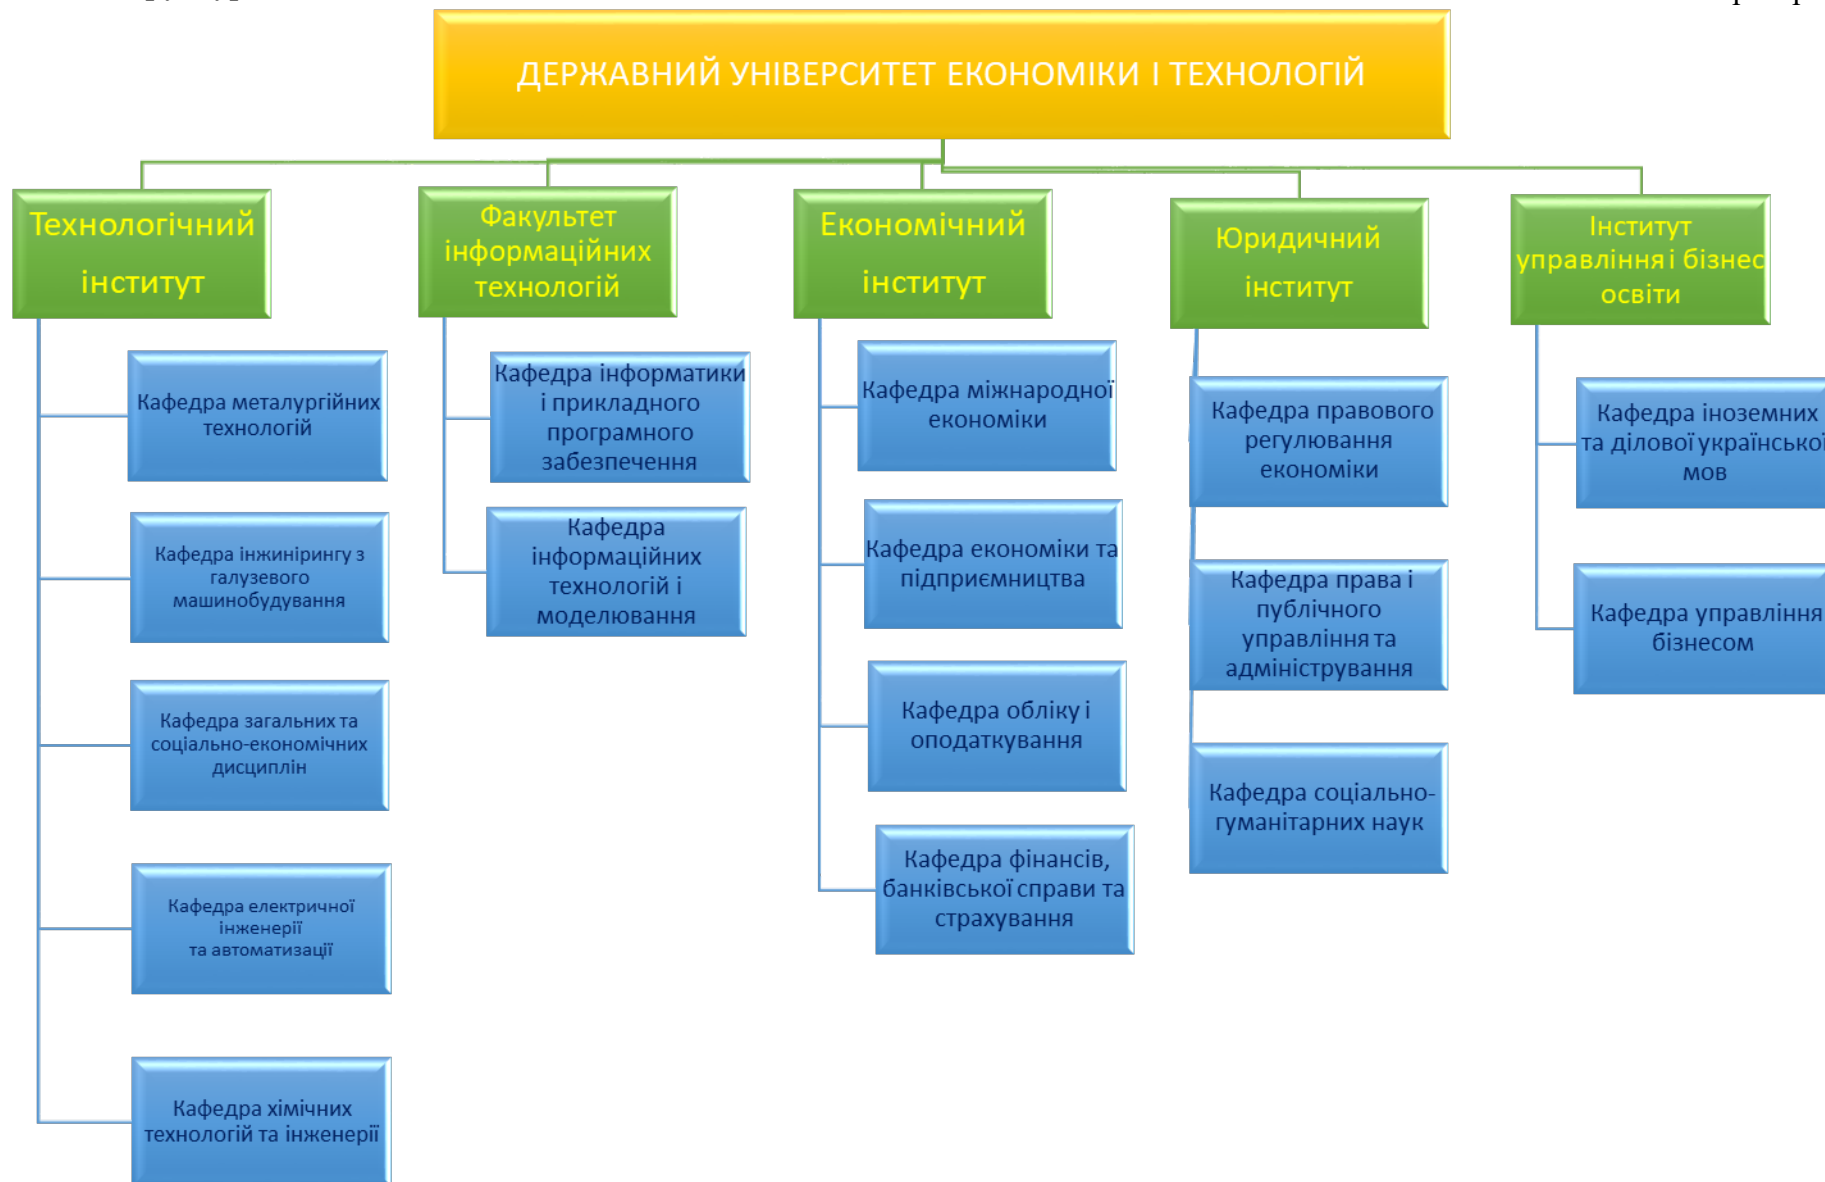 ДЕРЖАВНИЙ УНІВЕРСИТЕТ ЕКОНОМІКИ І ТЕХНОЛОГІЙ
Технологічний
інститут
Кафедра металургійних
технологій
Кафедра інжинірингу з
галузевого
машинобудування
Кафедра загальних та
соціально-економічних
дисциплін
Кафедра електричної
інженерії
та автоматизації
Кафедра хімічних
технологій та інженерії
Факультет
інформаційних
технологій
Кафедра інформатики
і прикладного
програмного
забезпечення
Кафедра
інформаційних
технологій і
моделювання
Економічний
інститут
Кафедра міжнародної
економіки
Кафедра економіки та
підприємництва
Кафедра обліку і
оподаткування
Кафедра фінансів,
банківської справи та
страхування
Юридичний
інститут
Кафедра правового
регулювання
економіки
Кафедра права і
публічного
управління та
адміністрування
Кафедра соціально-
гуманітарних наук
Інститут
управління і бізнес
освіти
Кафедра іноземних
та ділової української
мов
Кафедра управління
бізнесом